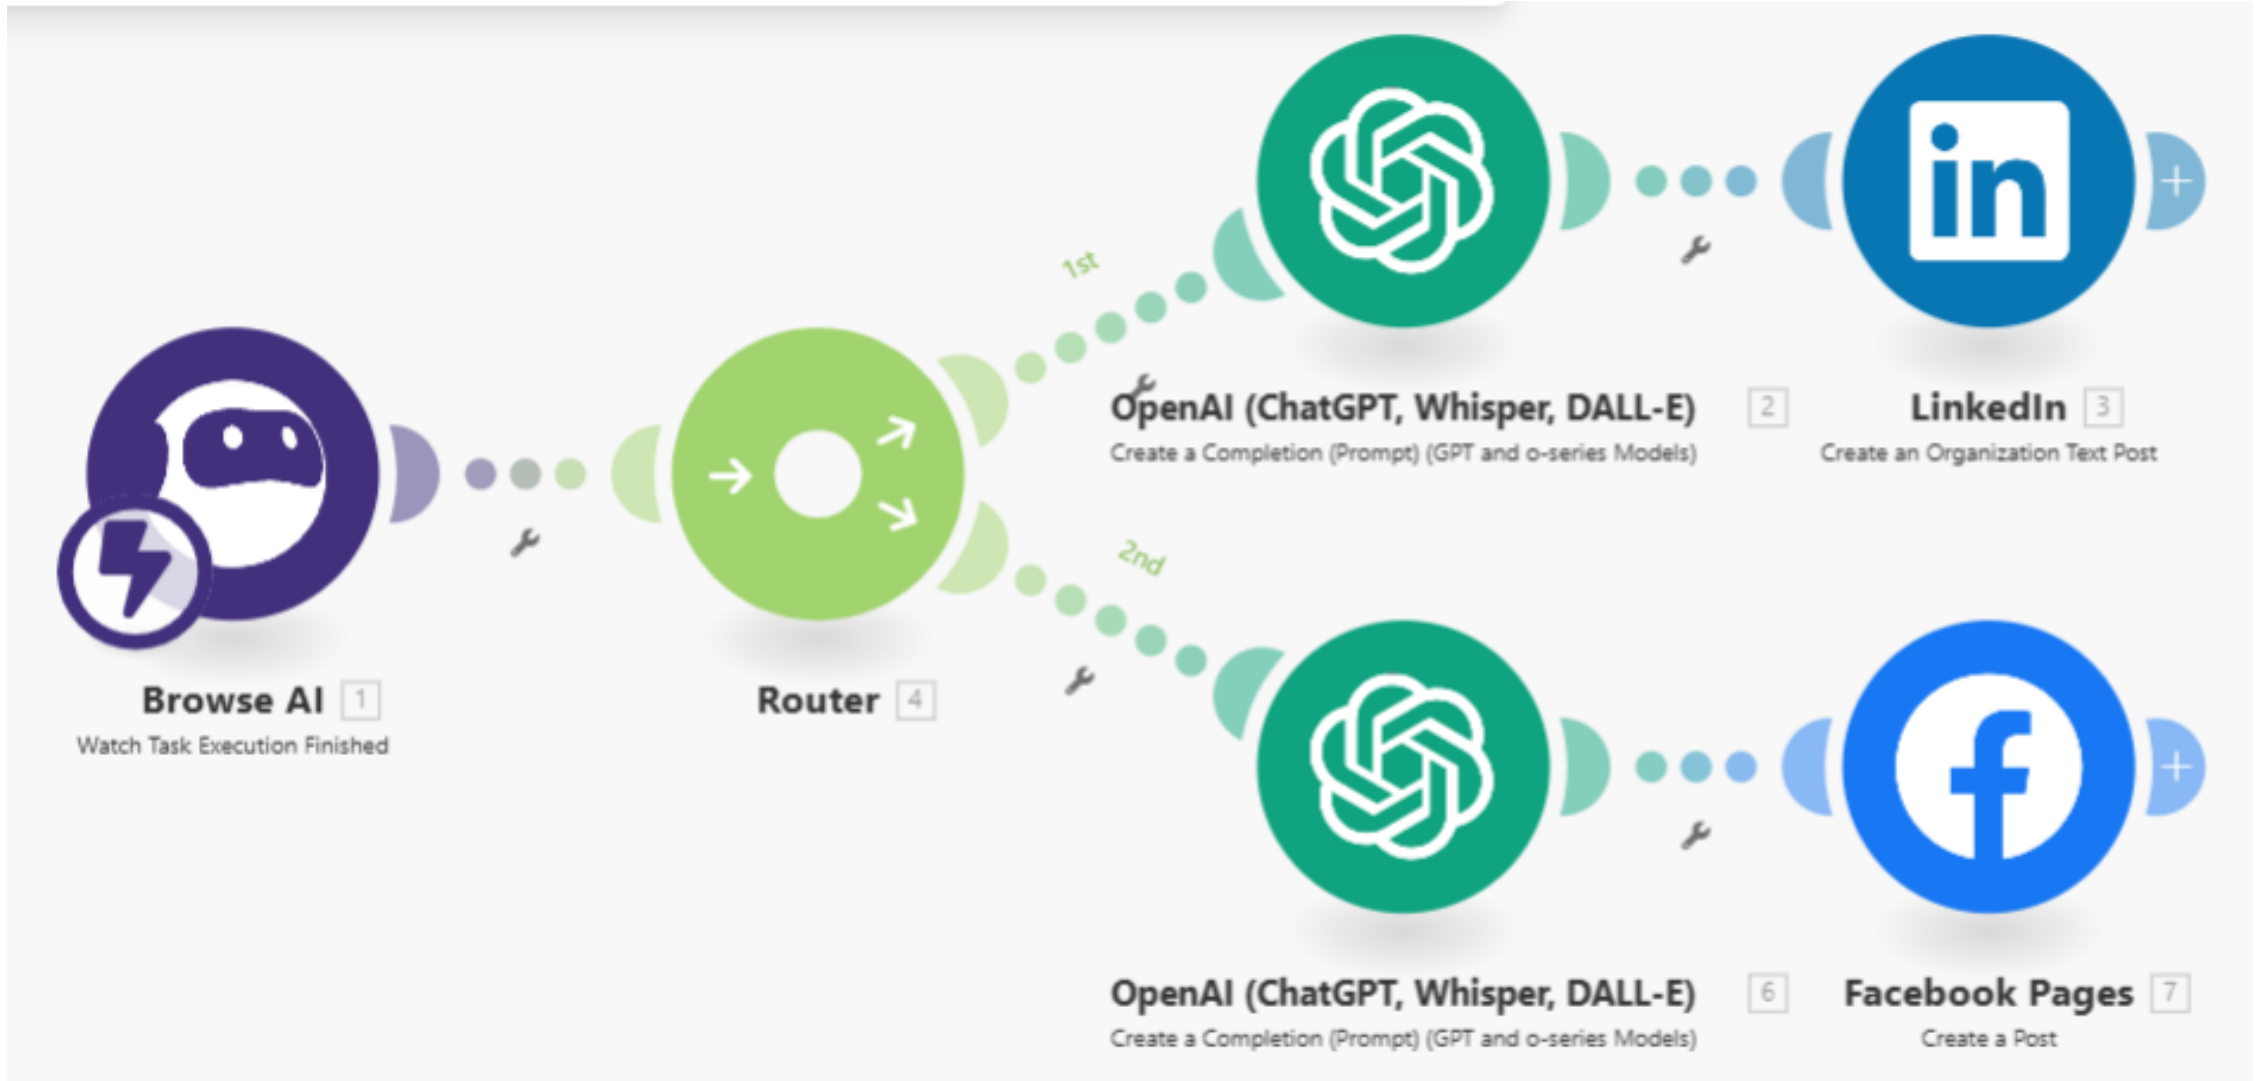 1st
OpenAI (ChatGPT, Whisper, DALL-E) 2
Create a Completion (Prompt) (GPT and o-series Models)
in
LinkedIn 3
Create an Organization Text Post
Browse AI 1
Watch Task Execution Finished
Router 4
2nd
OpenAI (ChatGPT, Whisper, DALL-E) 6
Create a Completion (Prompt) (GPT and o-series Models)
f
Facebook Pages 7
Create a Post